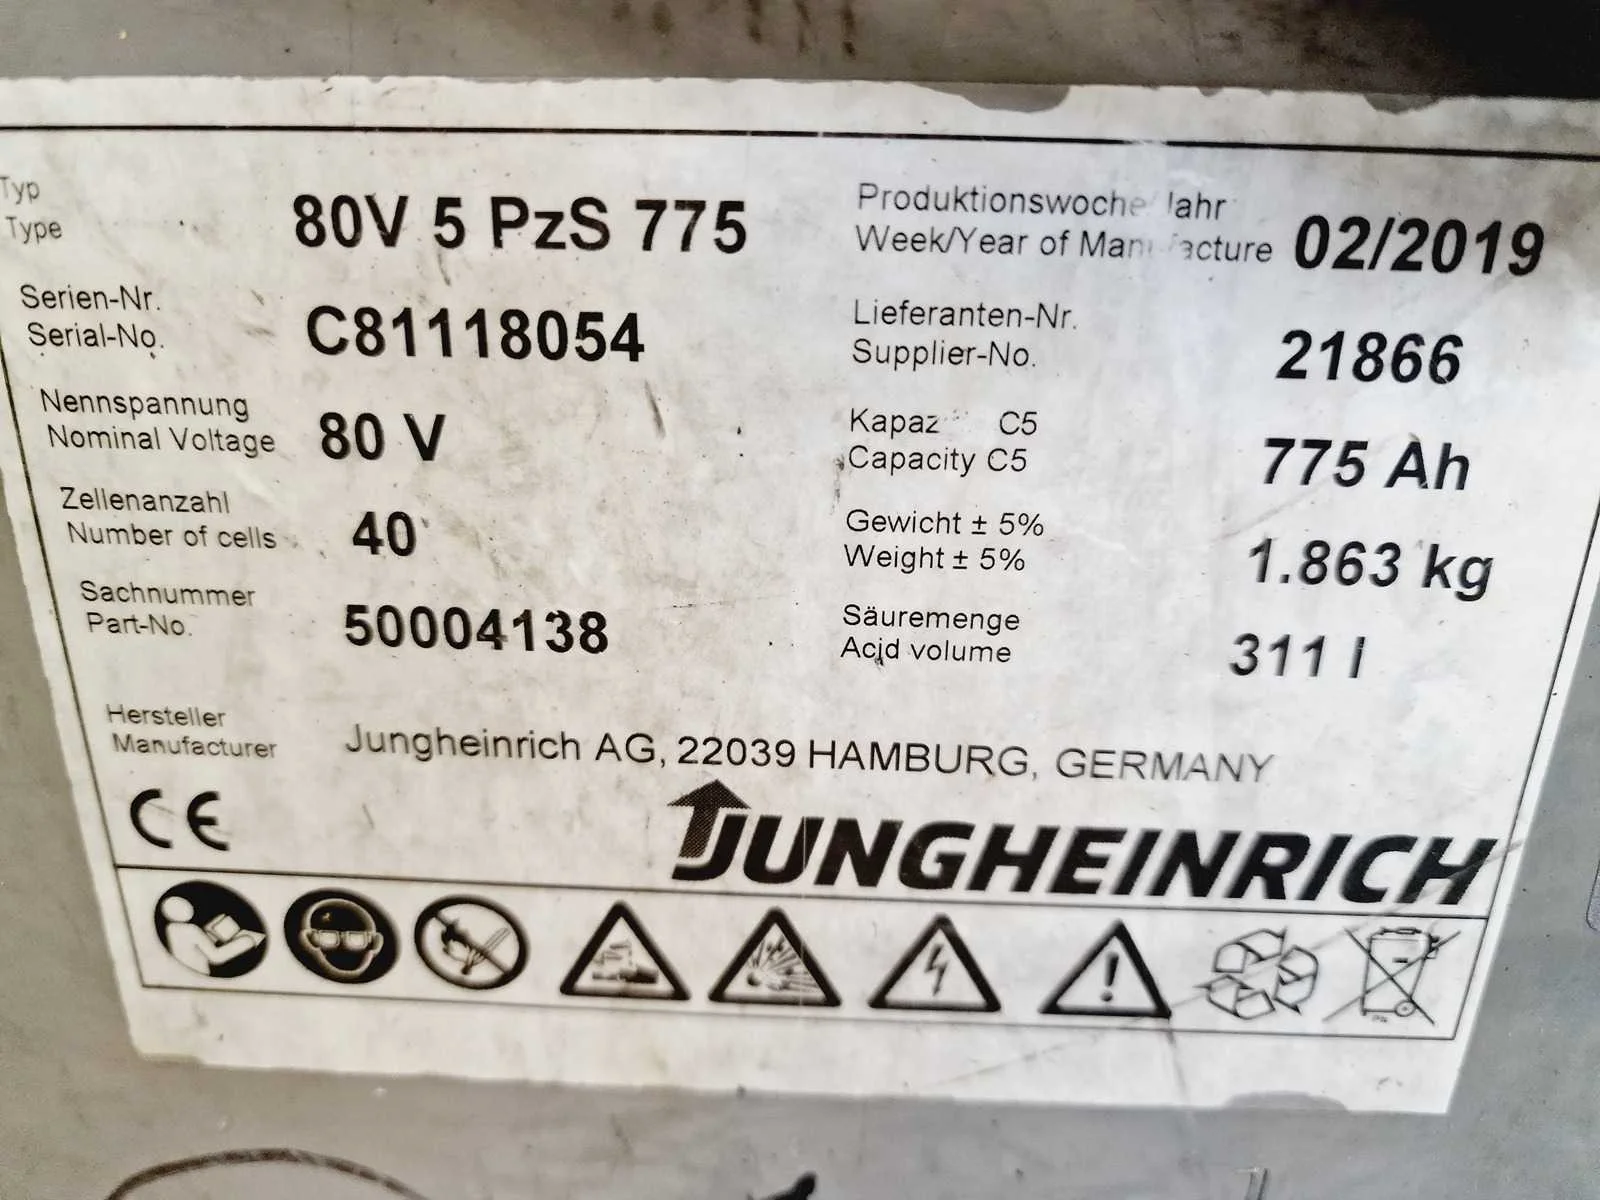 Typ
Type
80V 5 PzS 775
Serien-Nr.
Serial-No.
C81118054
Nennspannung
Nominal Voltage
80 V
Zellenanzahl
Number of cells
40
Sachnummer
Part-No.
50004138
Produktionswoche Jahr
Week/Year of Manufacture
02/2019
Lieferanten-Nr.
Supplier-No.
21866
Kapaz C5
Capacity C5
775 Ah
Gewicht ± 5%
Weight ± 5%
1.863 kg
Säuremenge
Acid volume
311 l
Hersteller
Manufacturer
Jungheinrich AG, 22039 HAMBURG, GERMANY
CE
JUNGHEINRICH